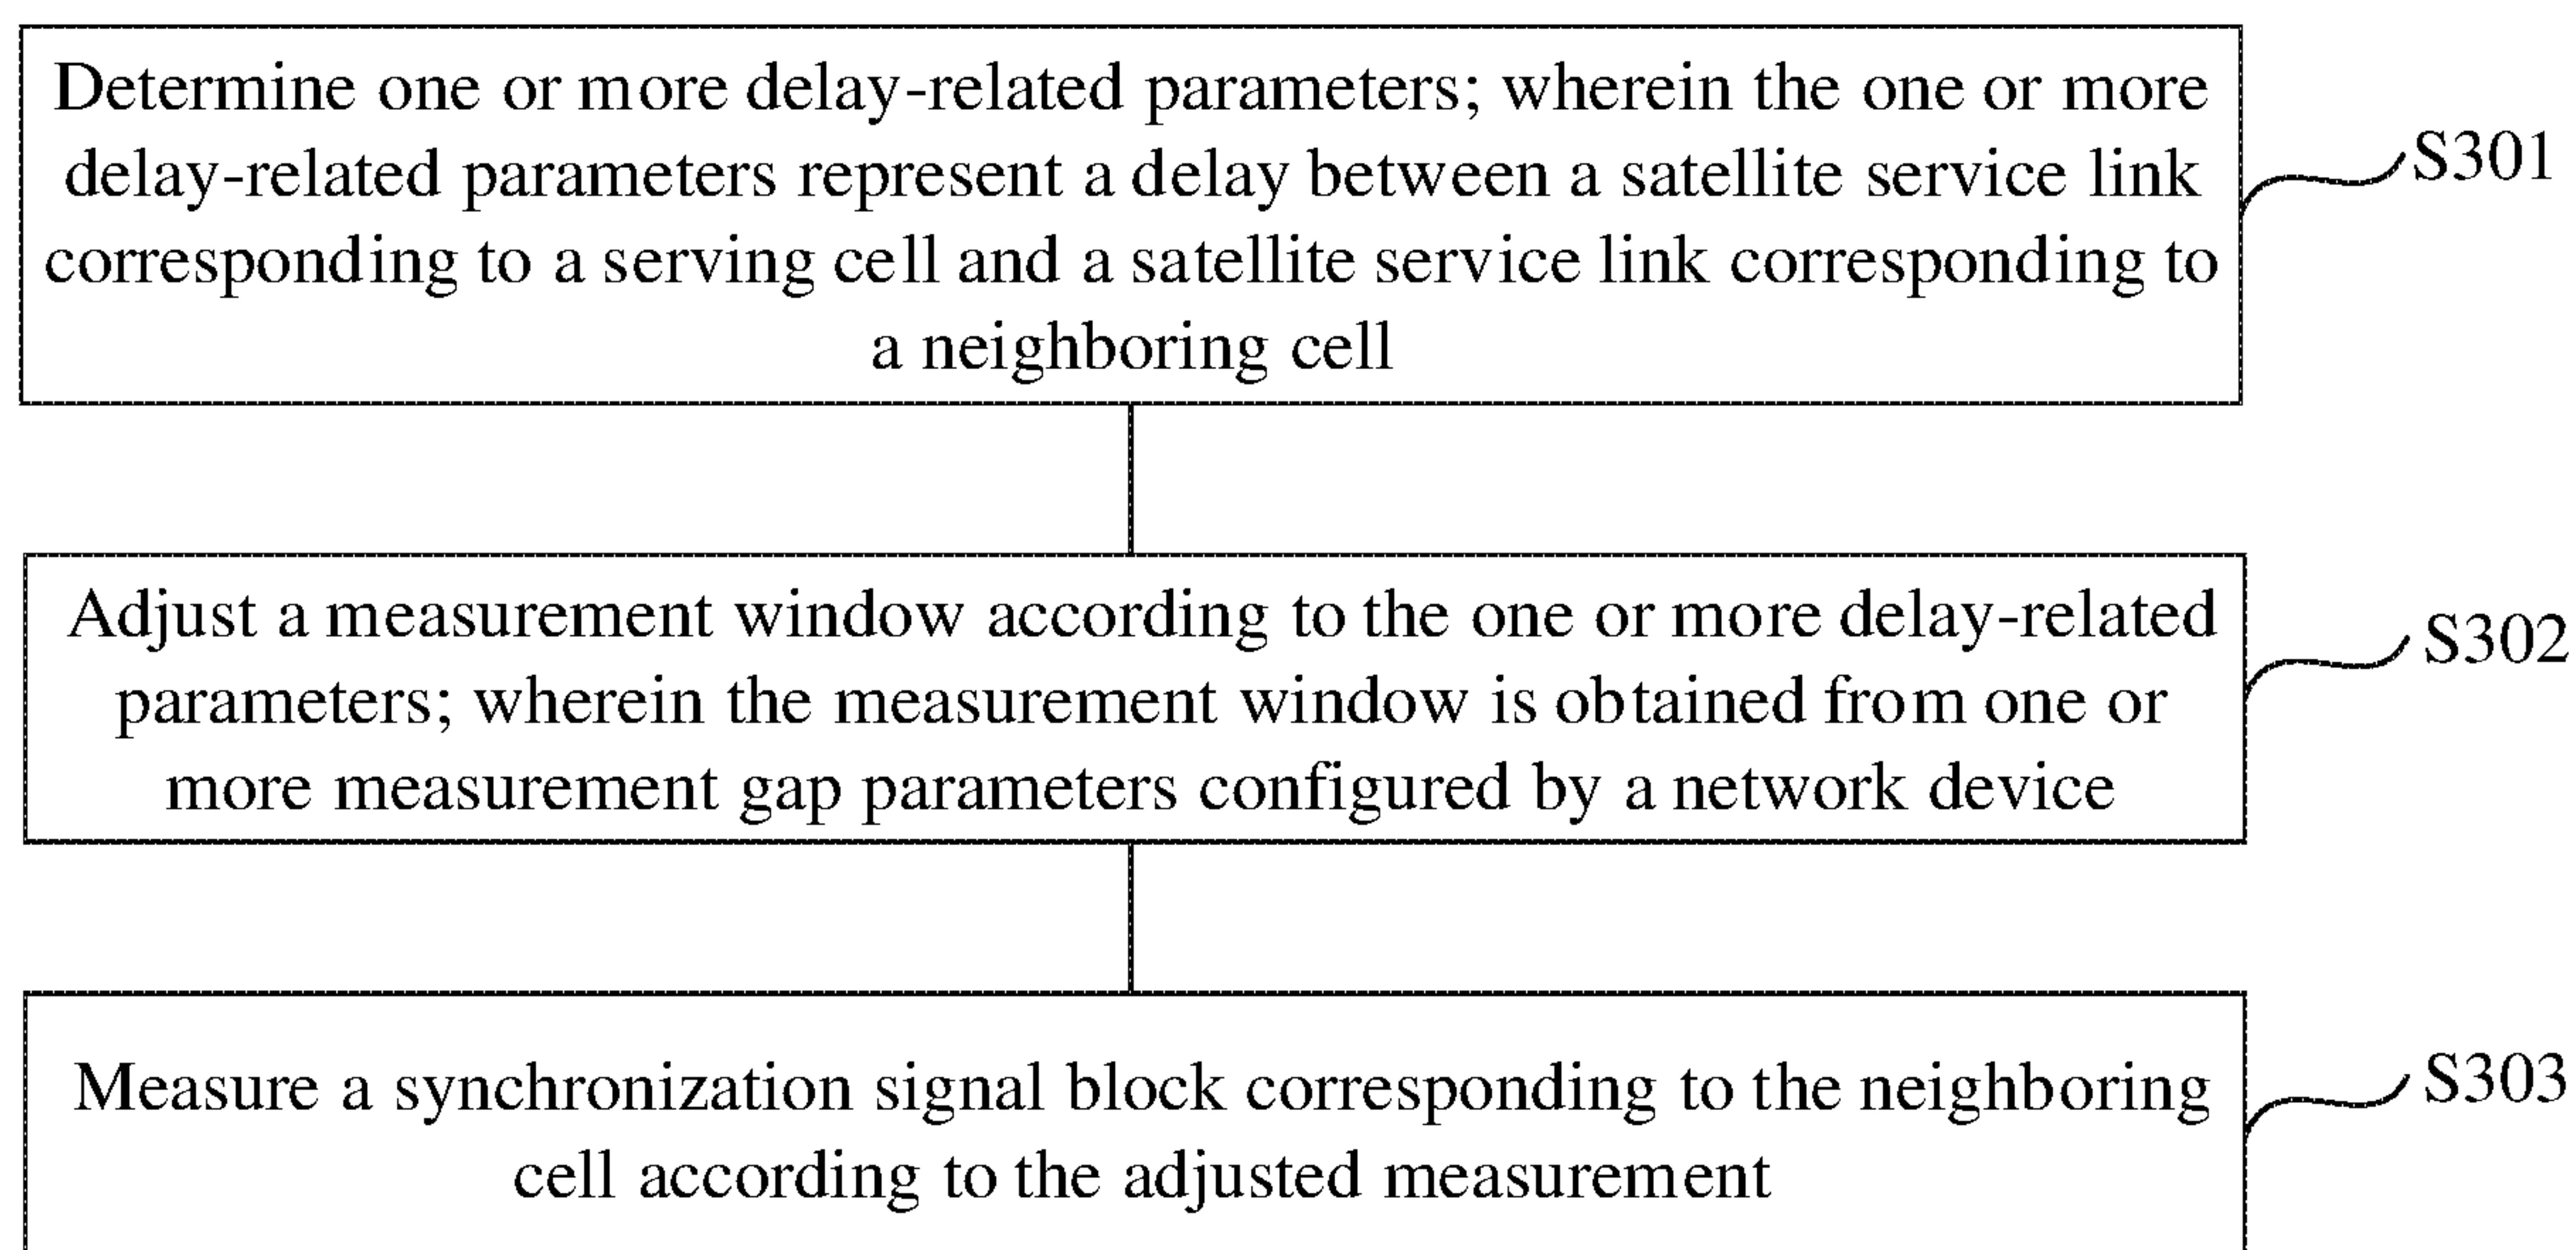 Determine one or more delay-related parameters; wherein the one or more
delay-related parameters represent a delay between a satellite service link
corresponding to a serving cell and a satellite service link corresponding to
a neighboring cell
S301
Adjust a measurement window according to the one or more delay-related
parameters; wherein the measurement window is obtained from one or
more measurement gap parameters configured by a network device
S302
Measure a synchronization signal block corresponding to the neighboring
cell according to the adjusted measurement
S303